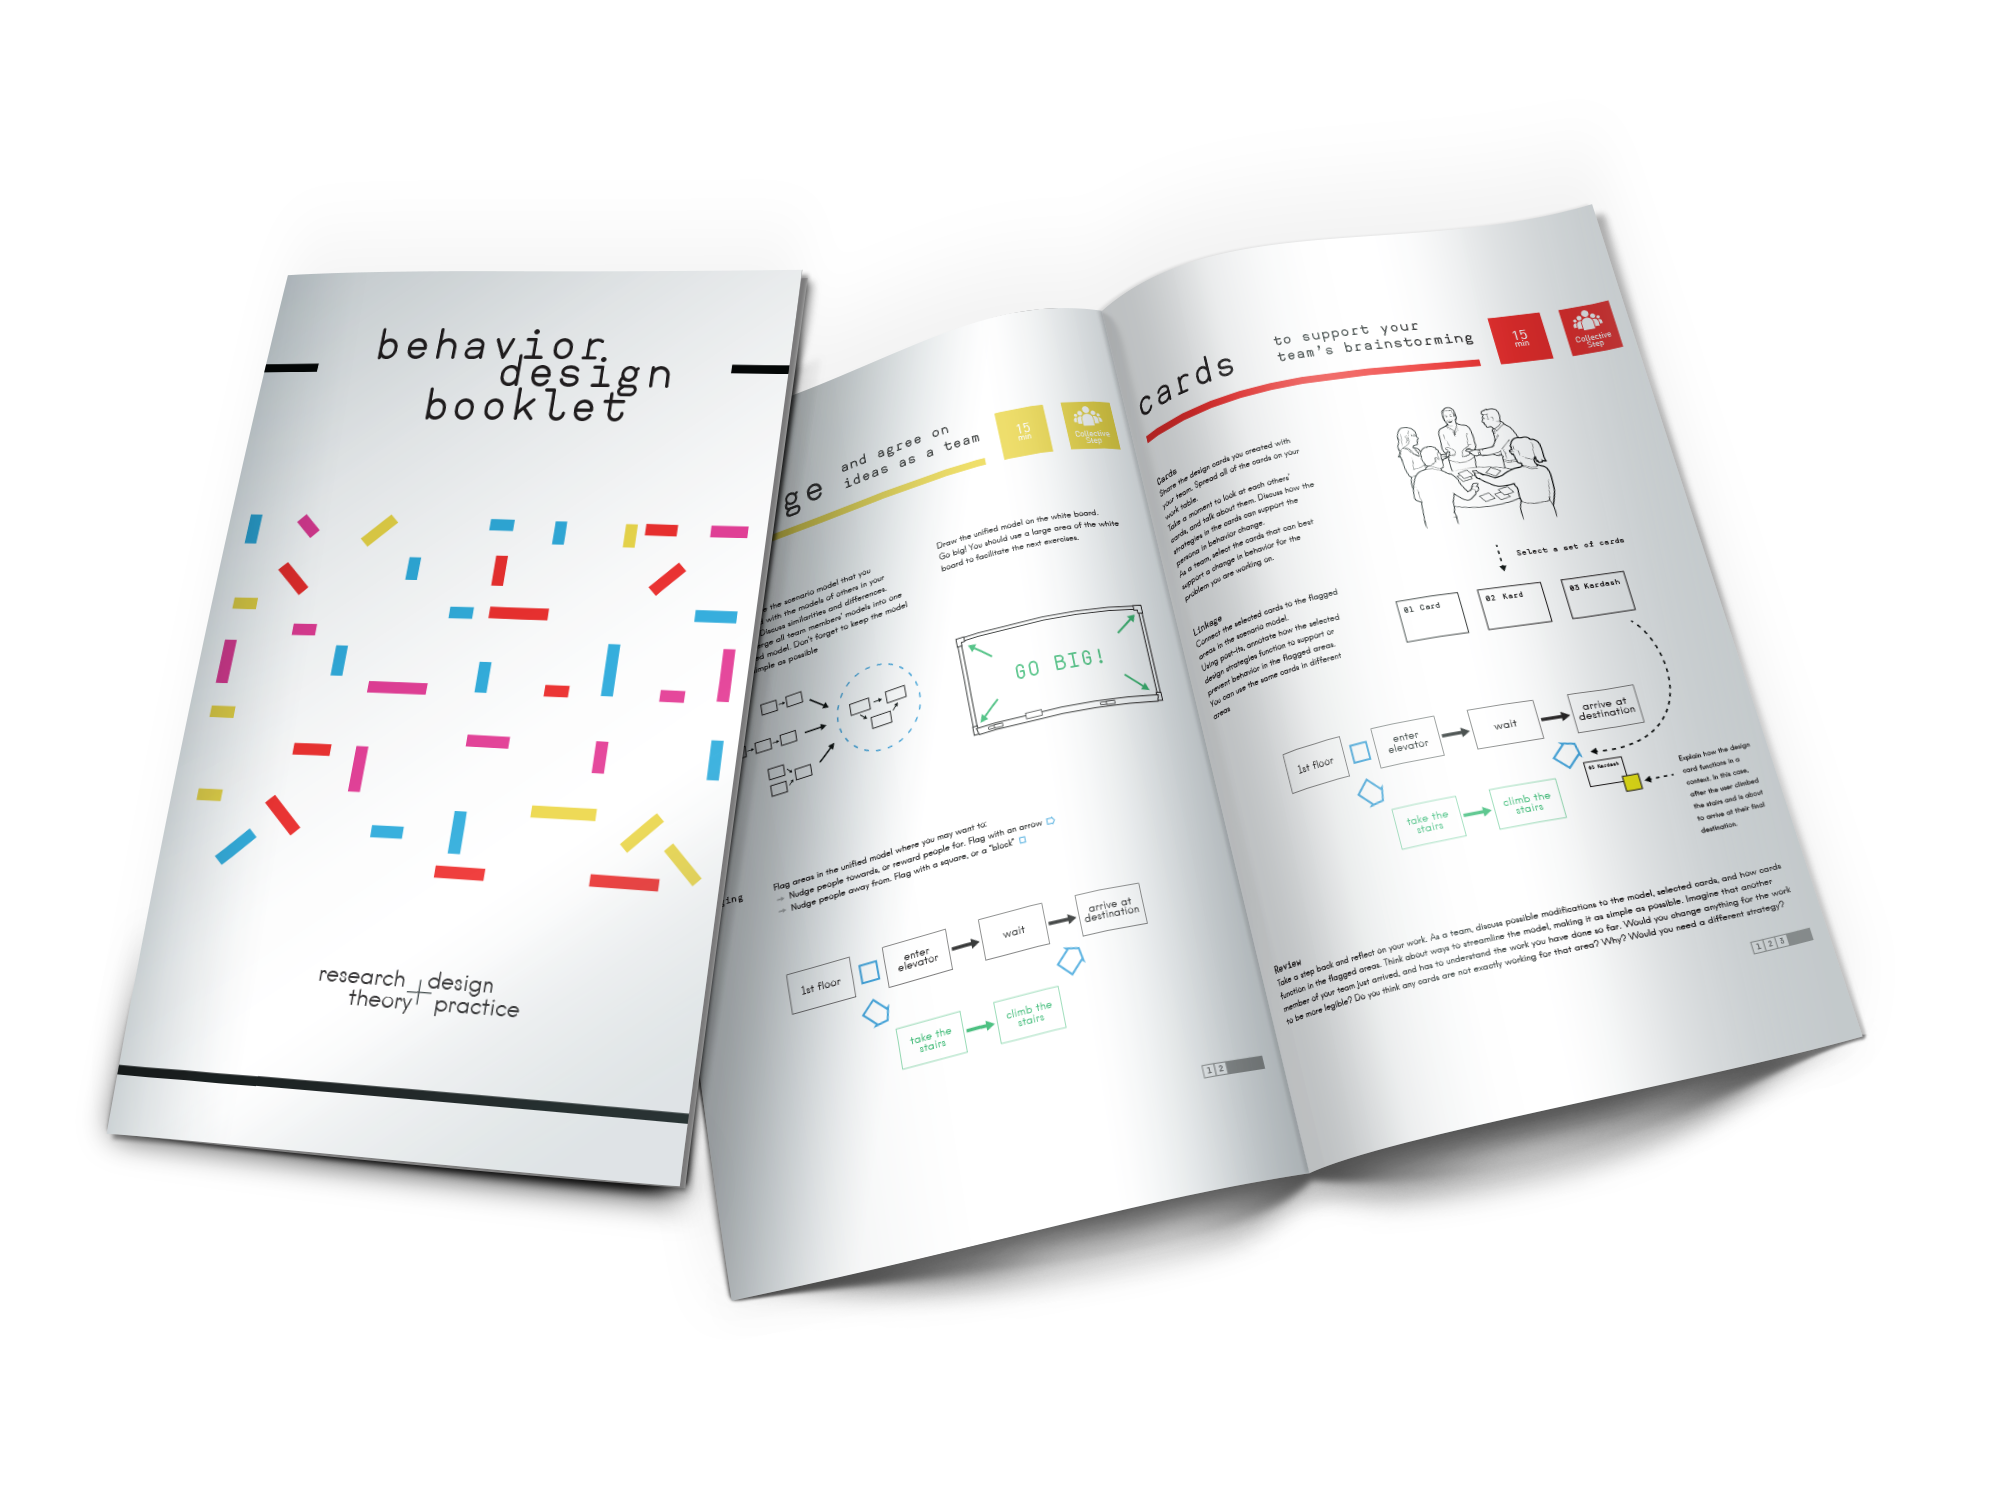 behavior
design
booklet
research design
theory practice
ge
and agree on
ideas as a team
15
min
Collective
Step
the scenario model that you
with the models of others in your
Discuss similarities and differences.
all team members' models into one
model. Don't forget to keep the model
as possible
Draw the unified model on the white board.
Go big! You should use a large area of the white
board to facilitate the next exercises.
GO BIG!
Flag areas in the unified model where you may want to:
→ Nudge people towards, or reward people for. Flag with an arrow
→ Nudge people away from. Flag with a square, or a "block"
1st floor
enter
elevator
wait
arrive at
destination
take the
stairs
climb the
stairs
1 2
cards
to support your
team's brainstorming
15
min
Collective
Step
Cards
Share the design cards you created with
your team. Spread all of the cards on your
work table.
Take a moment to look at each others'
cards, and talk about them. Discuss how the
strategies in the cards can support the
persona in behavior change.
As a team, select the cards that can best
support a change in behavior for the
problem you are working on.
Select a set of cards
01 Card
02 Kard
03 Kardash
Linkage
Connect the selected cards to the flagged
areas in the scenario model.
Using post-its, annotate how the selected
design strategies function to support or
prevent behavior in the flagged areas.
You can use the same cards in different
areas
1st floor
enter
elevator
wait
arrive at
destination
take the
stairs
climb the
stairs
03 Kardash
Explain how the design
card functions in a
context. In this case,
after the user climbed
the stairs and is about
to arrive at their final
destination.
Review
Take a step back and reflect on your work. As a team, discuss possible modifications to the model, selected cards, and how cards
function in the flagged areas. Think about ways to streamline the model, making it as simple as possible. Imagine that another
member of your team just arrived, and has to understand the work you have done so far. Would you change anything for the work
to be more legible? Do you think any cards are not exactly working for that area? Why? Would you need a different strategy?
1 2 3